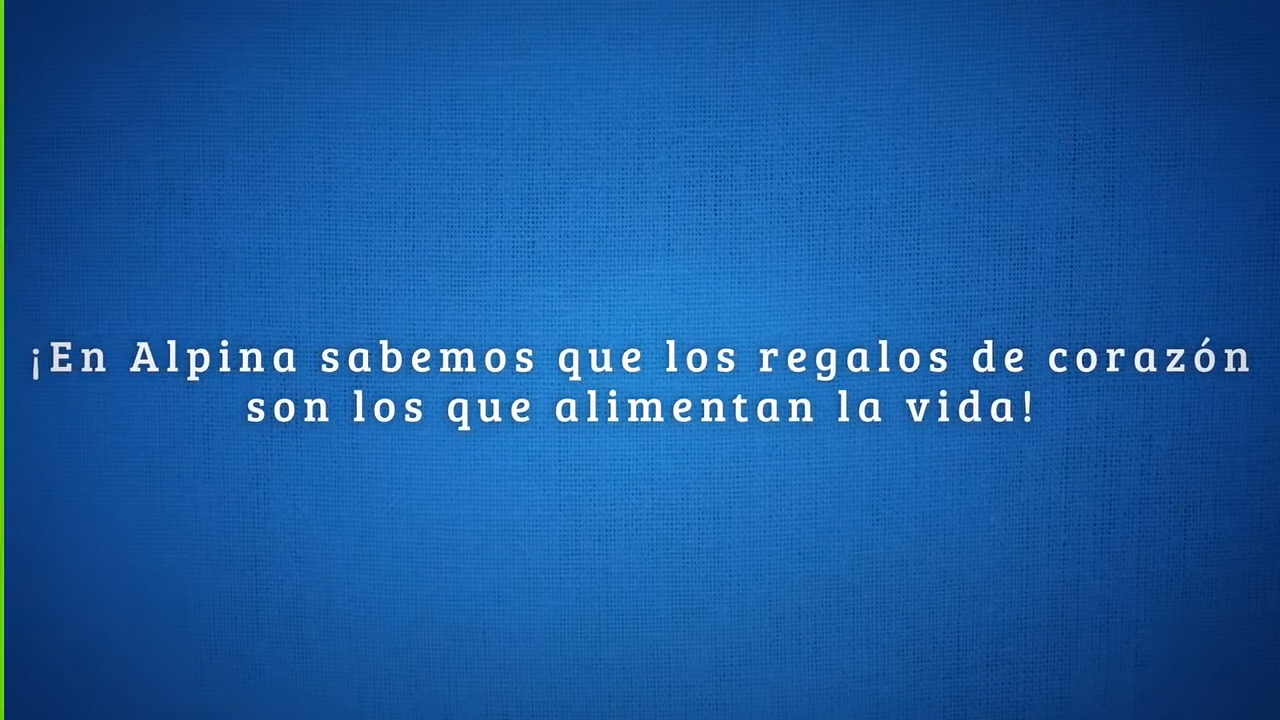 ¡En Alpina sabemos que los regalos de corazón
son los que alimentan la vida!